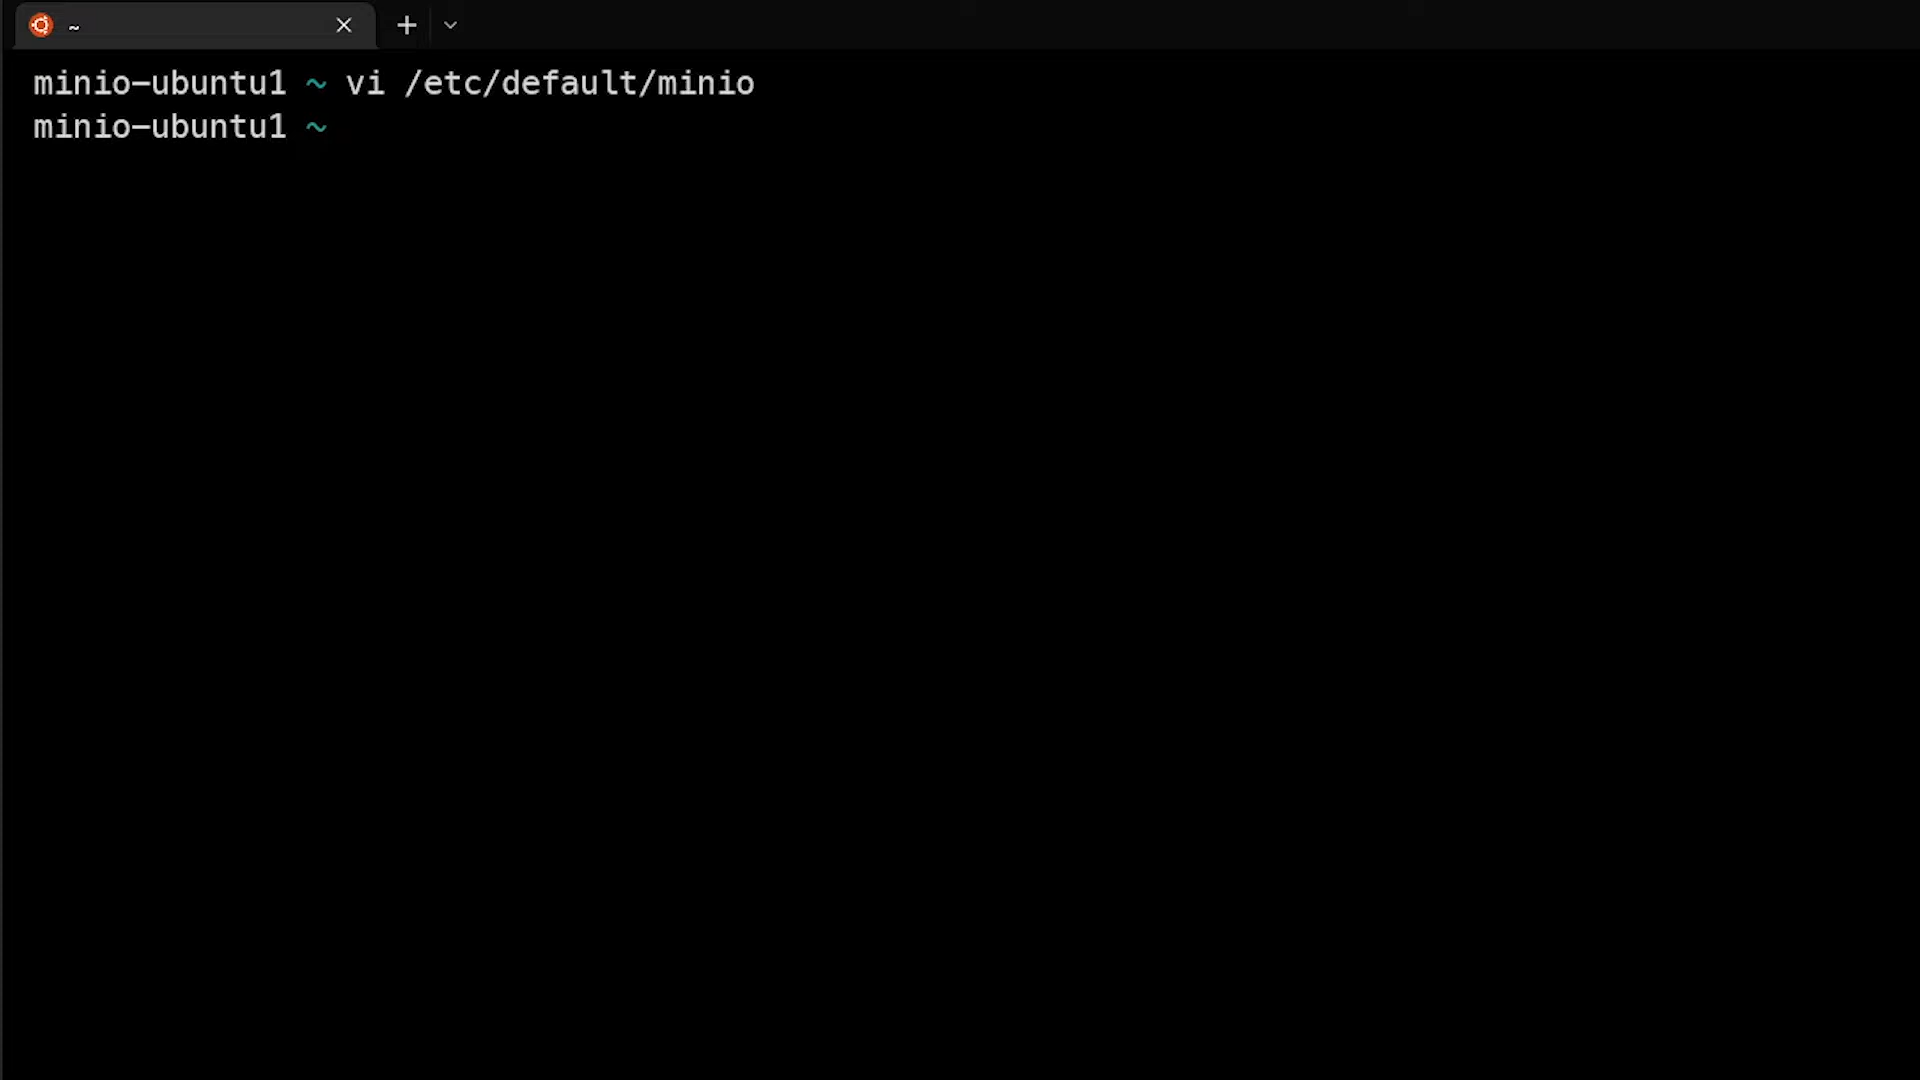 ~
minio-ubuntu1 ~ vi /etc/default/minio
minio-ubuntu1 ~